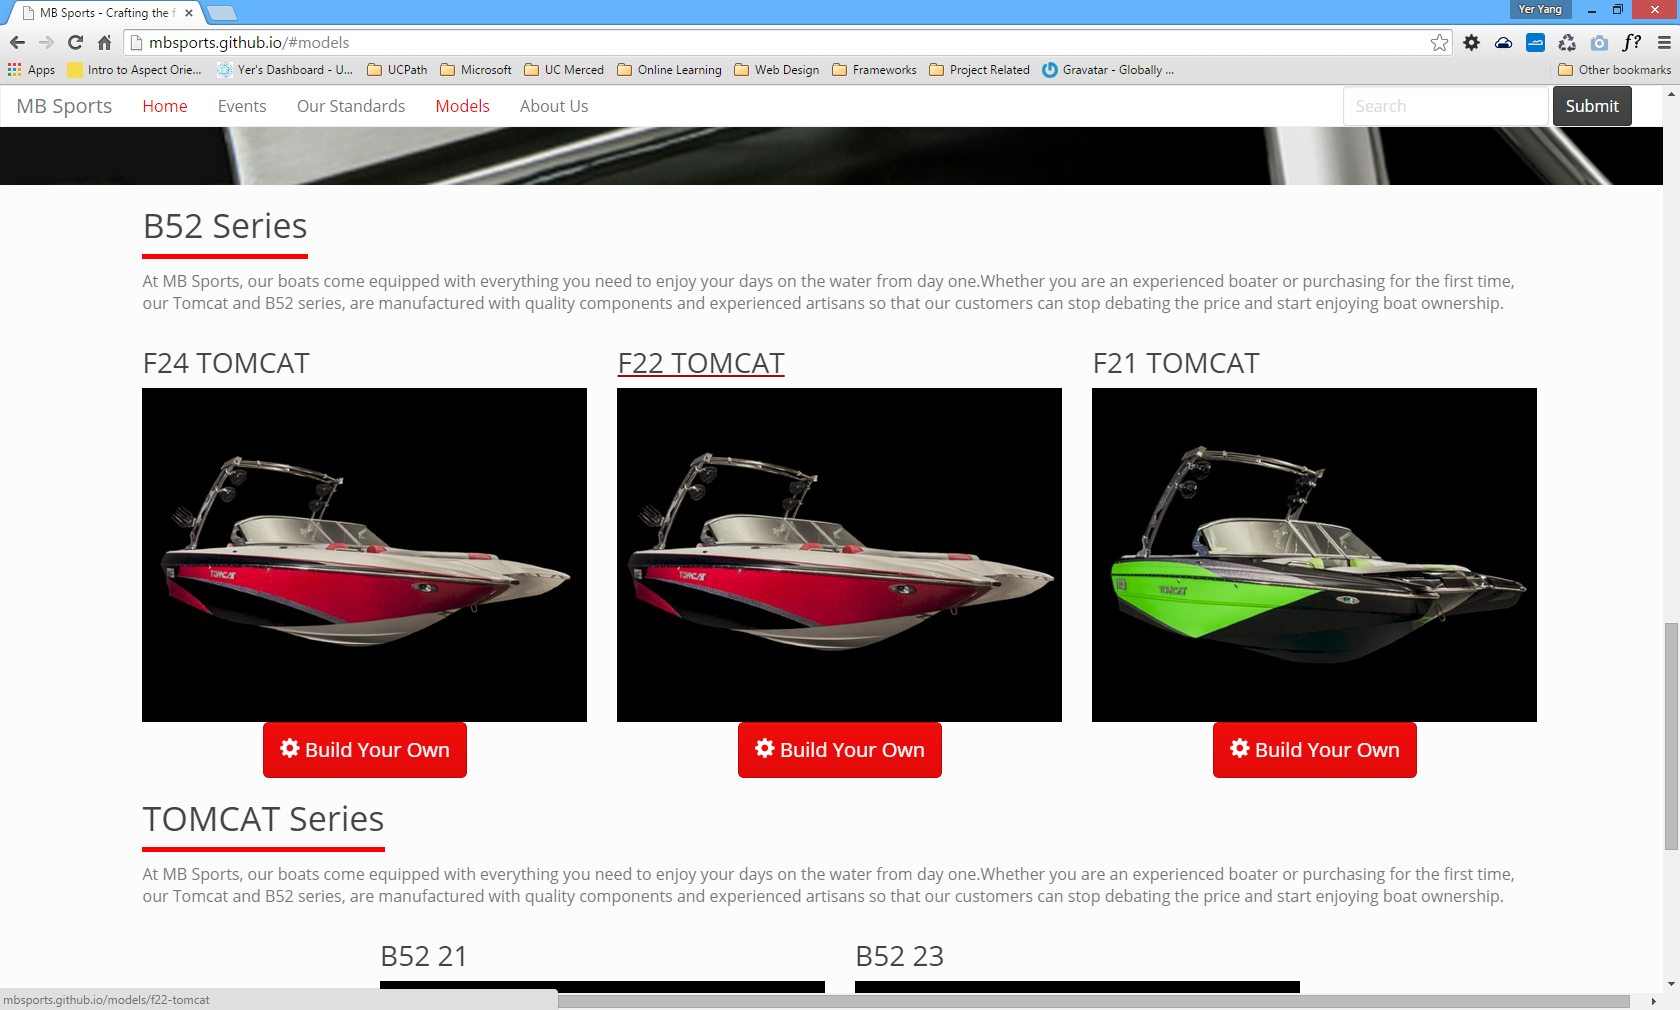 MB Sports - Crafting the f
Yer Yang
mbsports.github.io/#models
f?
Apps Intro to Aspect Orie... Yer's Dashboard - U... UCPath Microsoft UC Merced Online Learning Web Design Frameworks Project Related Gravatar - Globally ... Other bookmarks
MB Sports Home Events Our Standards Models About Us Search Submit
B52 Series
At MB Sports, our boats come equipped with everything you need to enjoy your days on the water from day one.Whether you are an experienced boater or purchasing for the first time,
our Tomcat and B52 series, are manufactured with quality components and experienced artisans so that our customers can stop debating the price and start enjoying boat ownership.
F24 TOMCAT F22 TOMCAT F21 TOMCAT
TOMCAT TOMCAT TOMCAT
Build Your Own Build Your Own Build Your Own
TOMCAT Series
At MB Sports, our boats come equipped with everything you need to enjoy your days on the water from day one.Whether you are an experienced boater or purchasing for the first time,
our Tomcat and B52 series, are manufactured with quality components and experienced artisans so that our customers can stop debating the price and start enjoying boat ownership.
B52 21 B52 23
mbsports.github.io/models/f22-tomcat